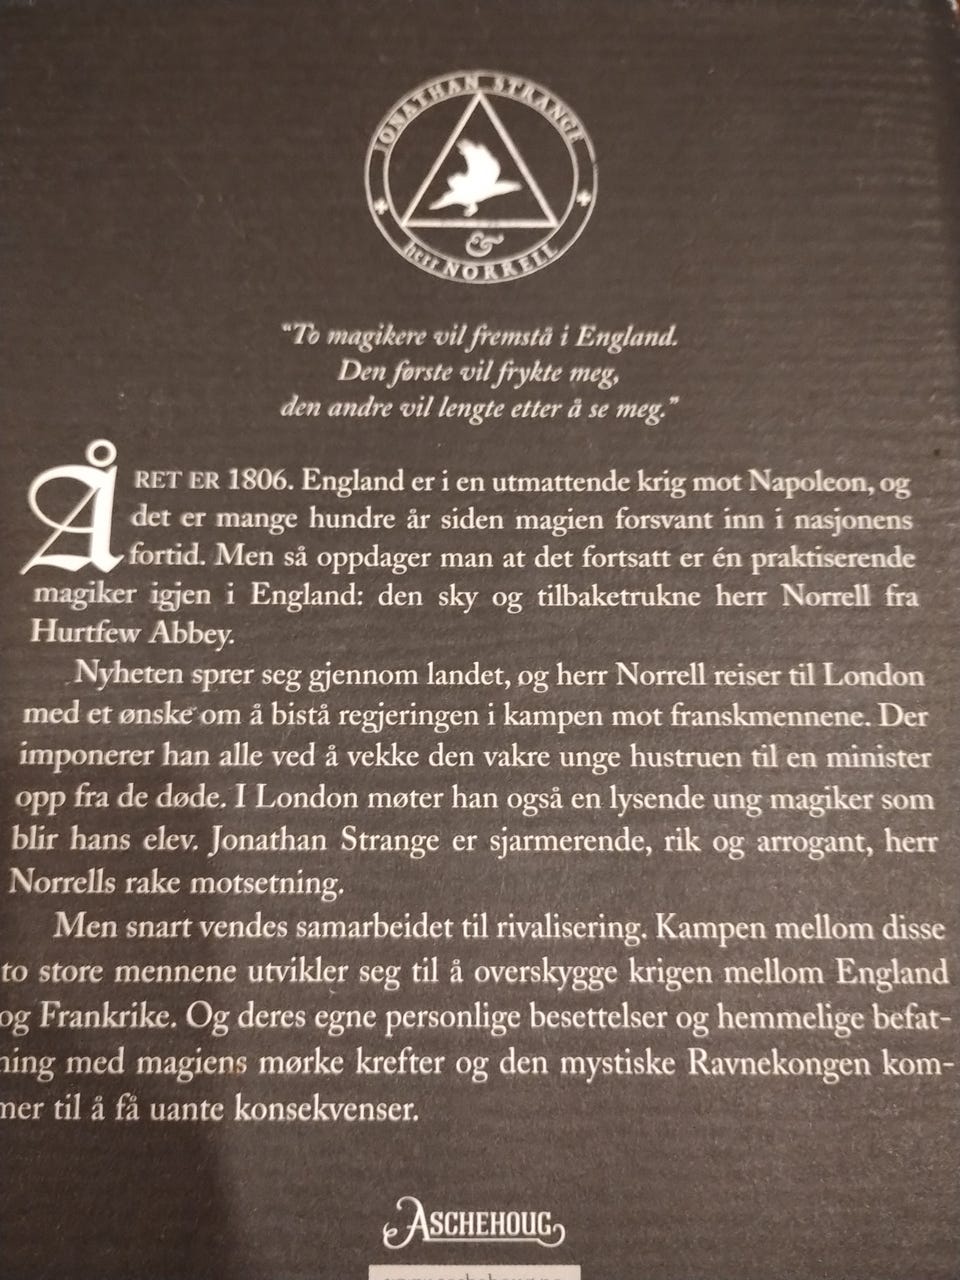 JONATHAN STRANGE
&
herr NORRELL
"To magikere vil fremstå i England.
Den første vil frykte meg,
den andre vil lengte etter å se meg."
ÅRET ER 1806. England er i en utmattende krig mot Napoleon, og
det er mange hundre år siden magien forsvant inn i nasjonens
fortid. Men så oppdager man at det fortsatt er én praktiserende
magiker igjen i England: den sky og tilbaketrukne herr Norrell fra
Hurtfew Abbey.
Nyheten sprer seg gjennom landet, og herr Norrell reiser til London
med et ønske om å bistå regjeringen i kampen mot franskmennene. Der
imponerer han alle ved å vekke den vakre unge hustruen til en minister
opp fra de døde. I London møter han også en lysende ung magiker som
blir hans elev. Jonathan Strange er sjarmerende, rik og arrogant, herr
Norrells rake motsetning.
Men snart vendes samarbeidet til rivalisering. Kampen mellom disse
to store mennene utvikler seg til å overskygge krigen mellom England
og Frankrike. Og deres egne personlige besettelser og hemmelige befat-
ning med magiens mørke krefter og den mystiske Ravnekongen kom-
mer til å få uante konsekvenser.
ASCHEHOUG